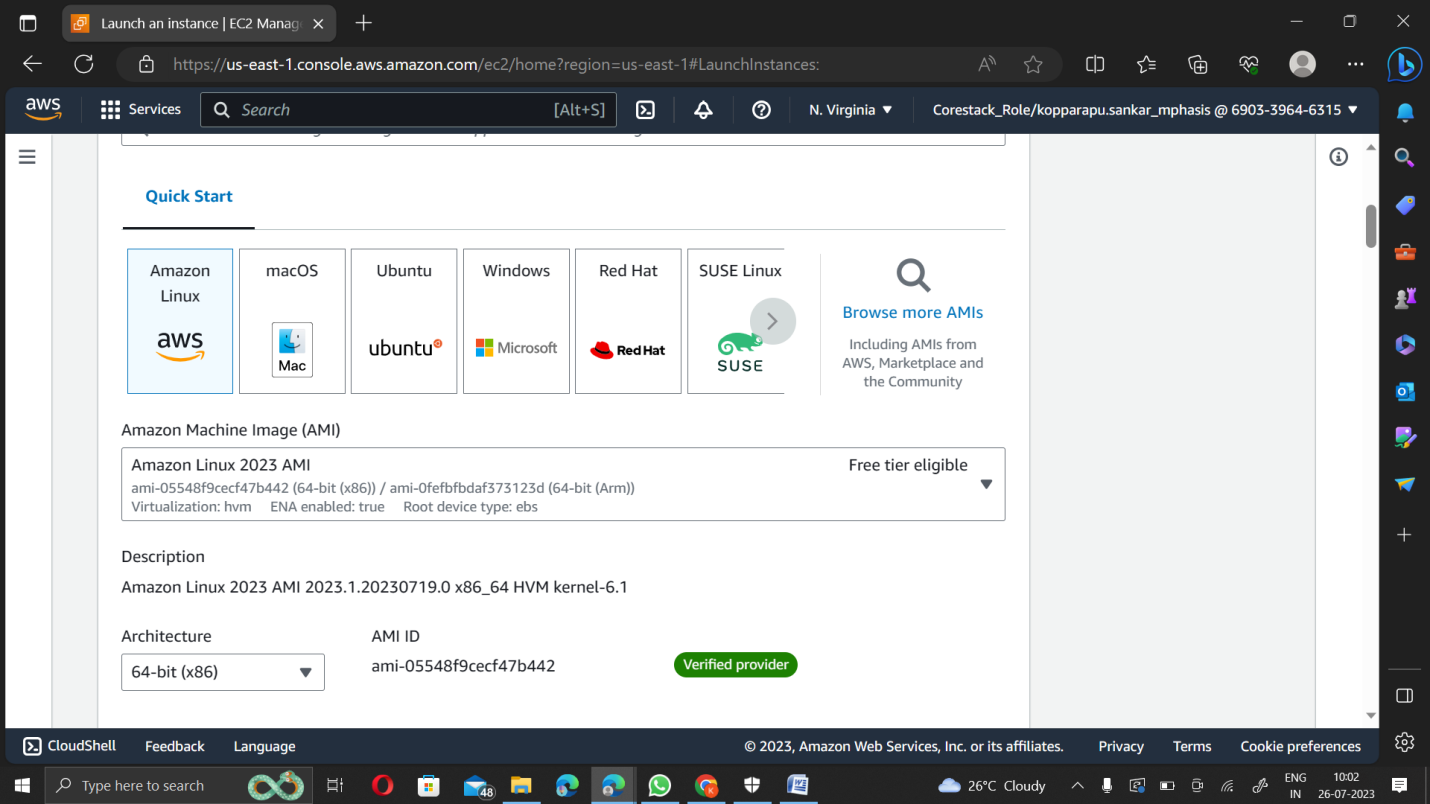 Launch an instance | EC2 Manag
https://us-east-1.console.aws.amazon.com/ec2/home?region=us-east-1#LaunchInstances:
aws
Services
Search
[Alt+S]
N. Virginia
Corestack_Role/kopparapu.sankar_mphasis @ 6903-3964-6315
Quick Start
Amazon
Linux
aws
macOS
Mac
Ubuntu
ubuntu
Windows
Microsoft
Red Hat
Red Hat
SUSE Linux
SUSE
Browse more AMIs
Including AMIs from
AWS, Marketplace and
the Community
Amazon Machine Image (AMI)
Amazon Linux 2023 AMI
Free tier eligible
ami-05548f9cecf47b442 (64-bit (x86)) / ami-0fefbfbdaf373123d (64-bit (Arm))
Virtualization: hvm ENA enabled: true Root device type: ebs
Description
Amazon Linux 2023 AMI 2023.1.20230719.0 x86_64 HVM kernel-6.1
Architecture
64-bit (x86)
AMI ID
ami-05548f9cecf47b442
Verified provider
CloudShell
Feedback
Language
© 2023, Amazon Web Services, Inc. or its affiliates.
Privacy
Terms
Cookie preferences
Type here to search
48
26°C Cloudy
ENG
IN
10:02
26-07-2023